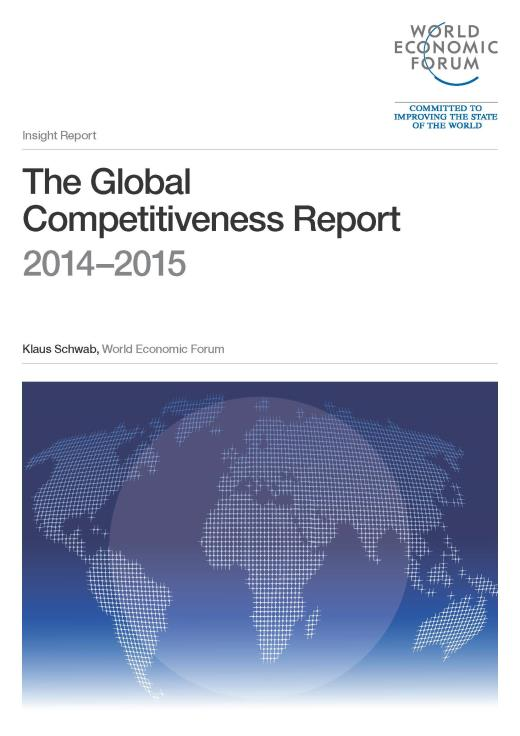 WORLD
ECONOMIC
FORUM
COMMITTED TO
IMPROVING THE STATE
OF THE WORLD
Insight Report
The Global
Competitiveness Report
2014–2015
Klaus Schwab, World Economic Forum